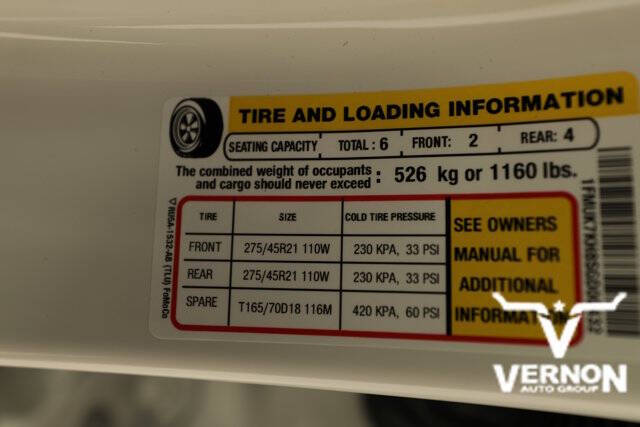 TIRE AND LOADING INFORMATION
SEATING CAPACITY TOTAL : 6 FRONT: 2 REAR: 4
The combined weight of occupants and cargo should never exceed : 526 kg or 1160 lbs.
TIRE SIZE COLD TIRE PRESSURE
FRONT 275/45R21 110W 230 KPA, 33 PSI
REAR 275/45R21 110W 230 KPA, 33 PSI
SPARE T165/70D18 116M 420 KPA, 60 PSI
SEE OWNERS
MANUAL FOR
ADDITIONAL
INFORMATION
VERNON
AUTO GROUP